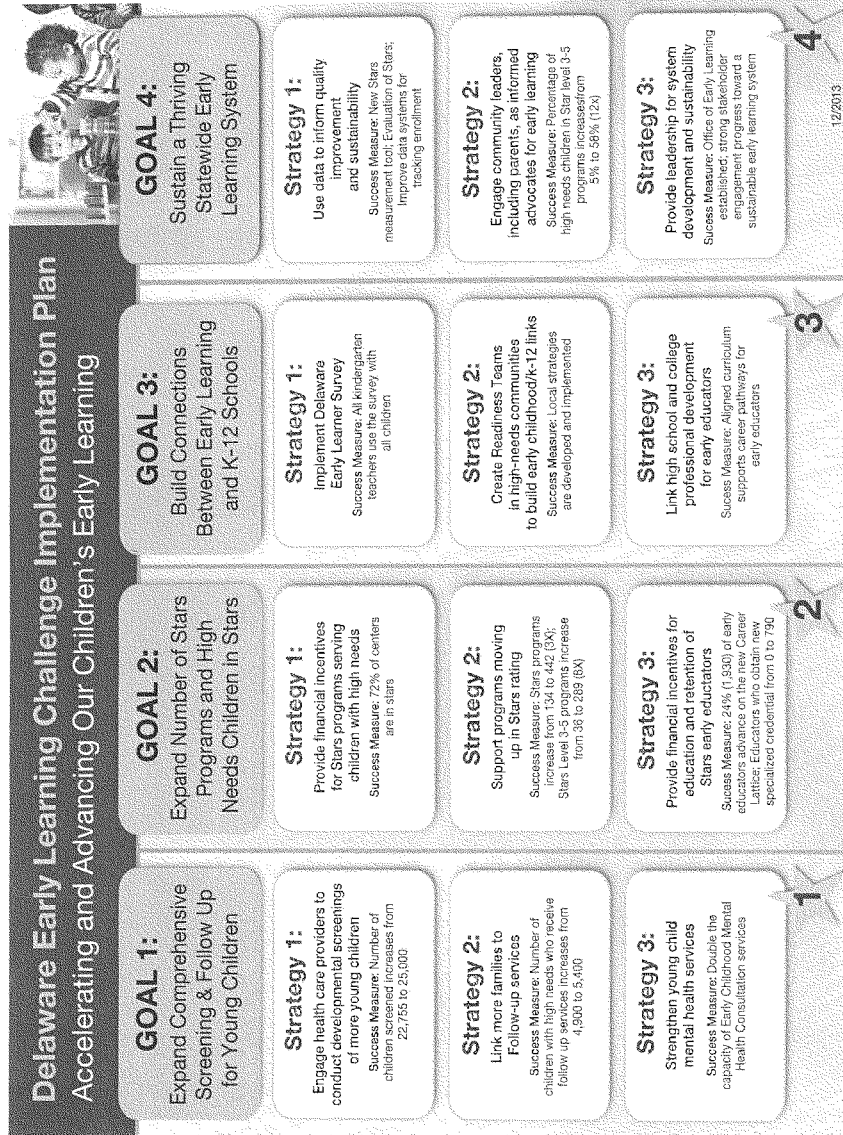 Delaware Early Learning Challenge Implementation Plan
Accelerating and Advancing Our Children's Early Learning
GOAL 1:
Expand Comprehensive
Screening & Follow Up
for Young Children
Strategy 1:
Engage health care providers to
conduct developmental screenings
of more young children
Success Measure: Number of
children screened increases from
22,755 to 25,000
Strategy 2:
Link more families to
Follow-up services
Success Measure: Number of
children with high needs who receive
follow up services increases from
4,900 to 5,400
Strategy 3:
Strengthen young child
mental health services
Success Measure: Double the
capacity of Early Childhood Mental
Health Consultation services
1
GOAL 2:
Expand Number of Stars
Programs and High
Needs Children in Stars
Strategy 1:
Provide financial incentives
for Stars programs serving
children with high needs
Success Measure: 72% of centers
are in stars
Strategy 2:
Support programs moving
up in Stars rating
Success Measure: Stars programs
increase from 134 to 442 (3X);
Stars Level 3-5 programs increase
from 36 to 289 (8X)
Strategy 3:
Provide financial incentives for
education and retention of
Stars early eductators
Sucess Measure: 24% (1,930) of early
educators advance on the new Career
Lattice; Educators who obtain new
specialized credential from 0 to 790
2
GOAL 3:
Build Connections
Between Early Learning
and K-12 Schools
Strategy 1:
Implement Delaware
Early Learner Survey
Success Measure: All kindergarten
teachers use the survey with
all children
Strategy 2:
Create Readiness Teams
in high-needs communities
to build early childhood/k-12 links
Success Measure: Local strategies
are developed and implemented
Strategy 3:
Link high school and college
professional development
for early educators
Success Measure: Aligned curriculum
supports career pathways for
early educators
3
GOAL 4:
Sustain a Thriving
Statewide Early
Learning System
Strategy 1:
Use data to inform quality
improvement
and sustainability
Success Measure: New Stars
measurement tool; Evaluation of Stars;
Improve data systems for
tracking enrollment
Strategy 2:
Engage community leaders,
including parents, as informed
advocates for early learning
Success Measure: Percentage of
high needs children in Star level 3-5
programs increasesfrom
5% to 58% (12x)
Strategy 3:
Provide leadership for system
development and sustainability
Sucess Measure: Office of Early Learning
established; strong stakeholder
engagement progress toward a
sustainable early learning system
4
12/2013